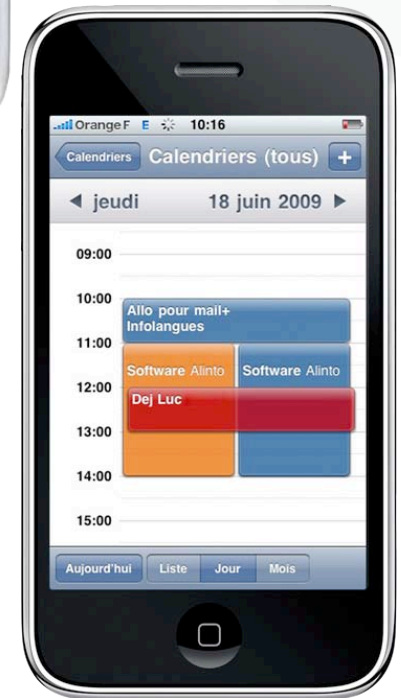 Orange F E 10:16
Calendriers Calendriers (tous) +
jeudi 18 juin 2009
09:00
10:00
Allo pour mail+
Infolangues
11:00
Software Alinto Software Alinto
12:00
Dej Luc
13:00
14:00
15:00
Aujourd'hui Liste Jour Mois